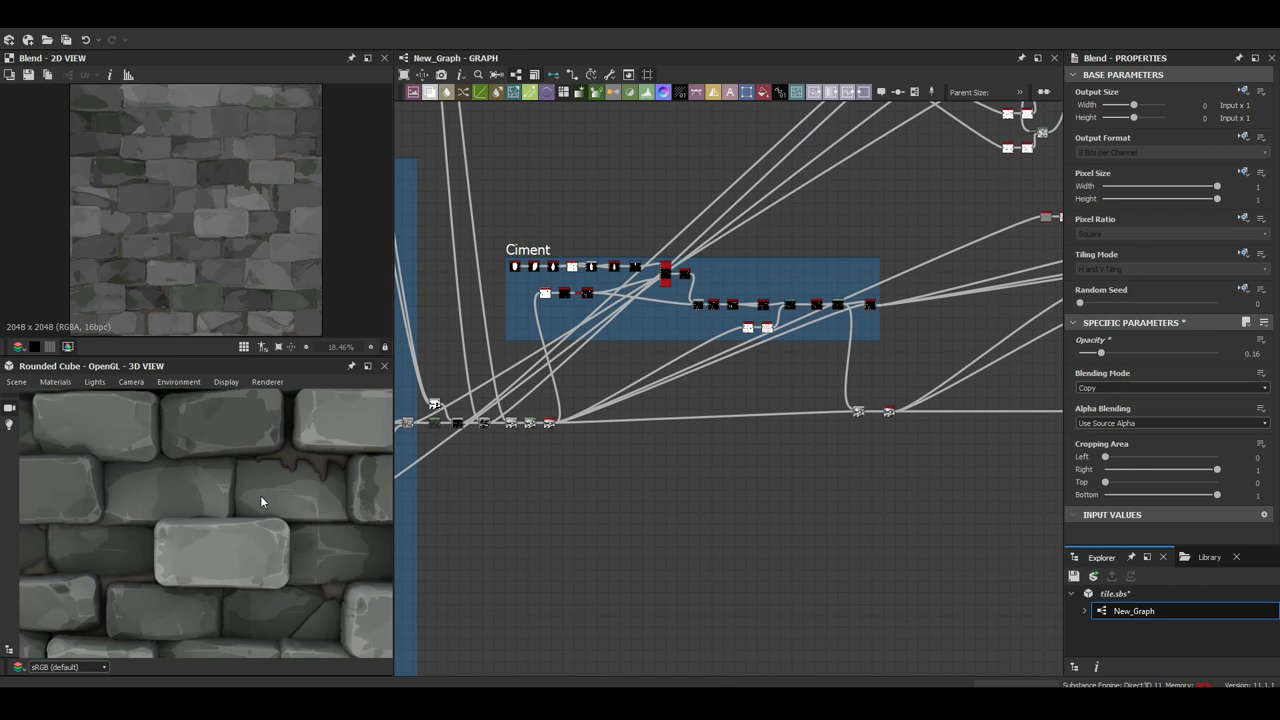 Blend - 2D VIEW
UV
2048 x 2048 (RGBA, 16bpc)
18.46%
Rounded Cube - OpenGL - 3D VIEW
Scene Materials Lights Camera Environment Display Renderer
sRGB (default)
New_Graph - GRAPH
Parent Size:
Ciment
Blend - PROPERTIES
BASE PARAMETERS
Output Size
Width 0 Input x 1
Height 0 Input x 1
Output Format
8 Bits per Channel
Pixel Size
Width 1
Height 1
Pixel Ratio
Square
Tiling Mode
H and V Tiling
Random Seed
0
SPECIFIC PARAMETERS *
Opacity *
0.16
Blending Mode
Copy
Alpha Blending
Use Source Alpha
Cropping Area
Left 0
Right 1
Top 0
Bottom 1
INPUT VALUES
Explorer Library
tile.sbs*
New_Graph
Substance Engine: Direct3D 11 Memory: Version: 11.1.1